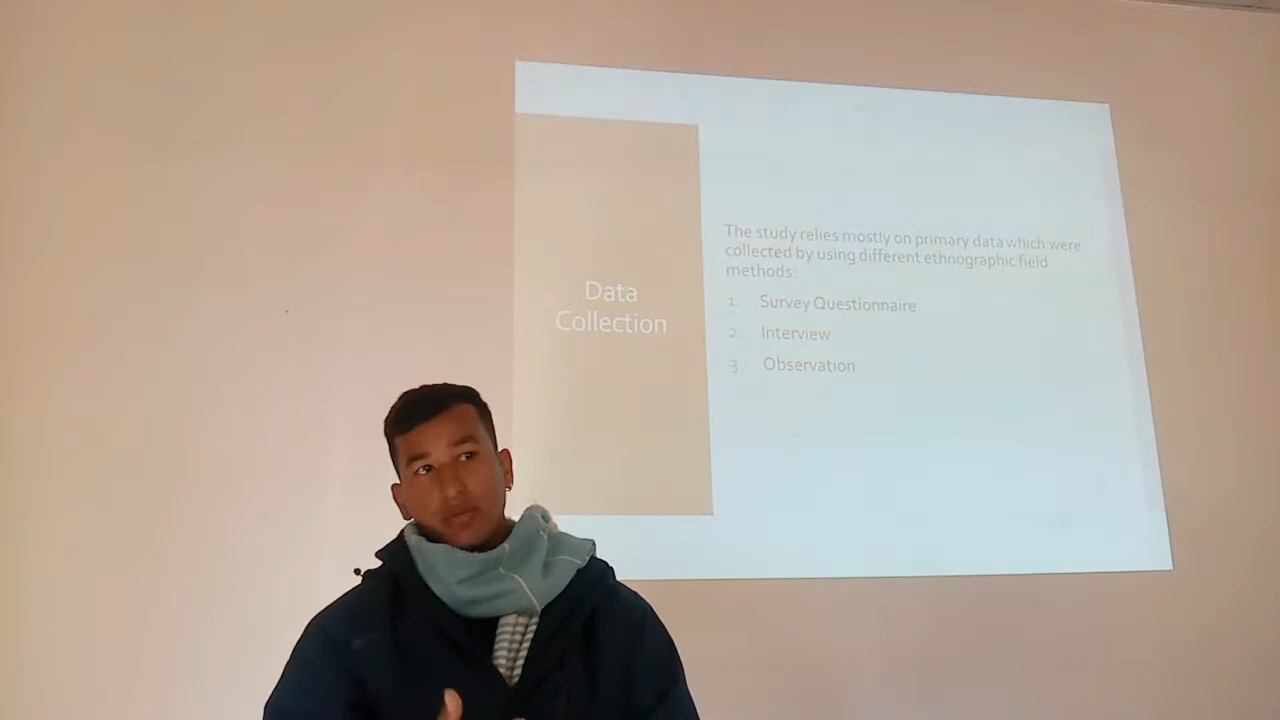 Data
Collection
The study relies mostly on primary data which were
collected by using different ethnographic field
methods:
1. Survey Questionnaire
2. Interview
3. Observation